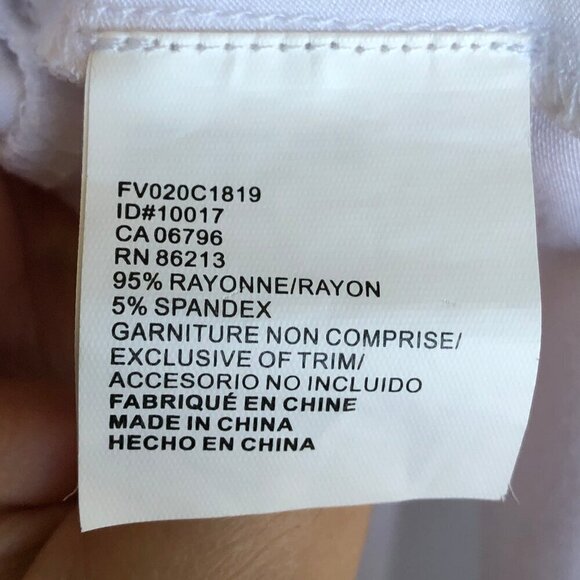 FV020C1819
ID#10017
CA 06796
RN 86213
95% RAYONNE/RAYON
5% SPANDEX
GARNITURE NON COMPRISE/
EXCLUSIVE OF TRIM/
ACCESORIO NO INCLUIDO
FABRIQUÉ EN CHINE
MADE IN CHINA
HECHO EN CHINA